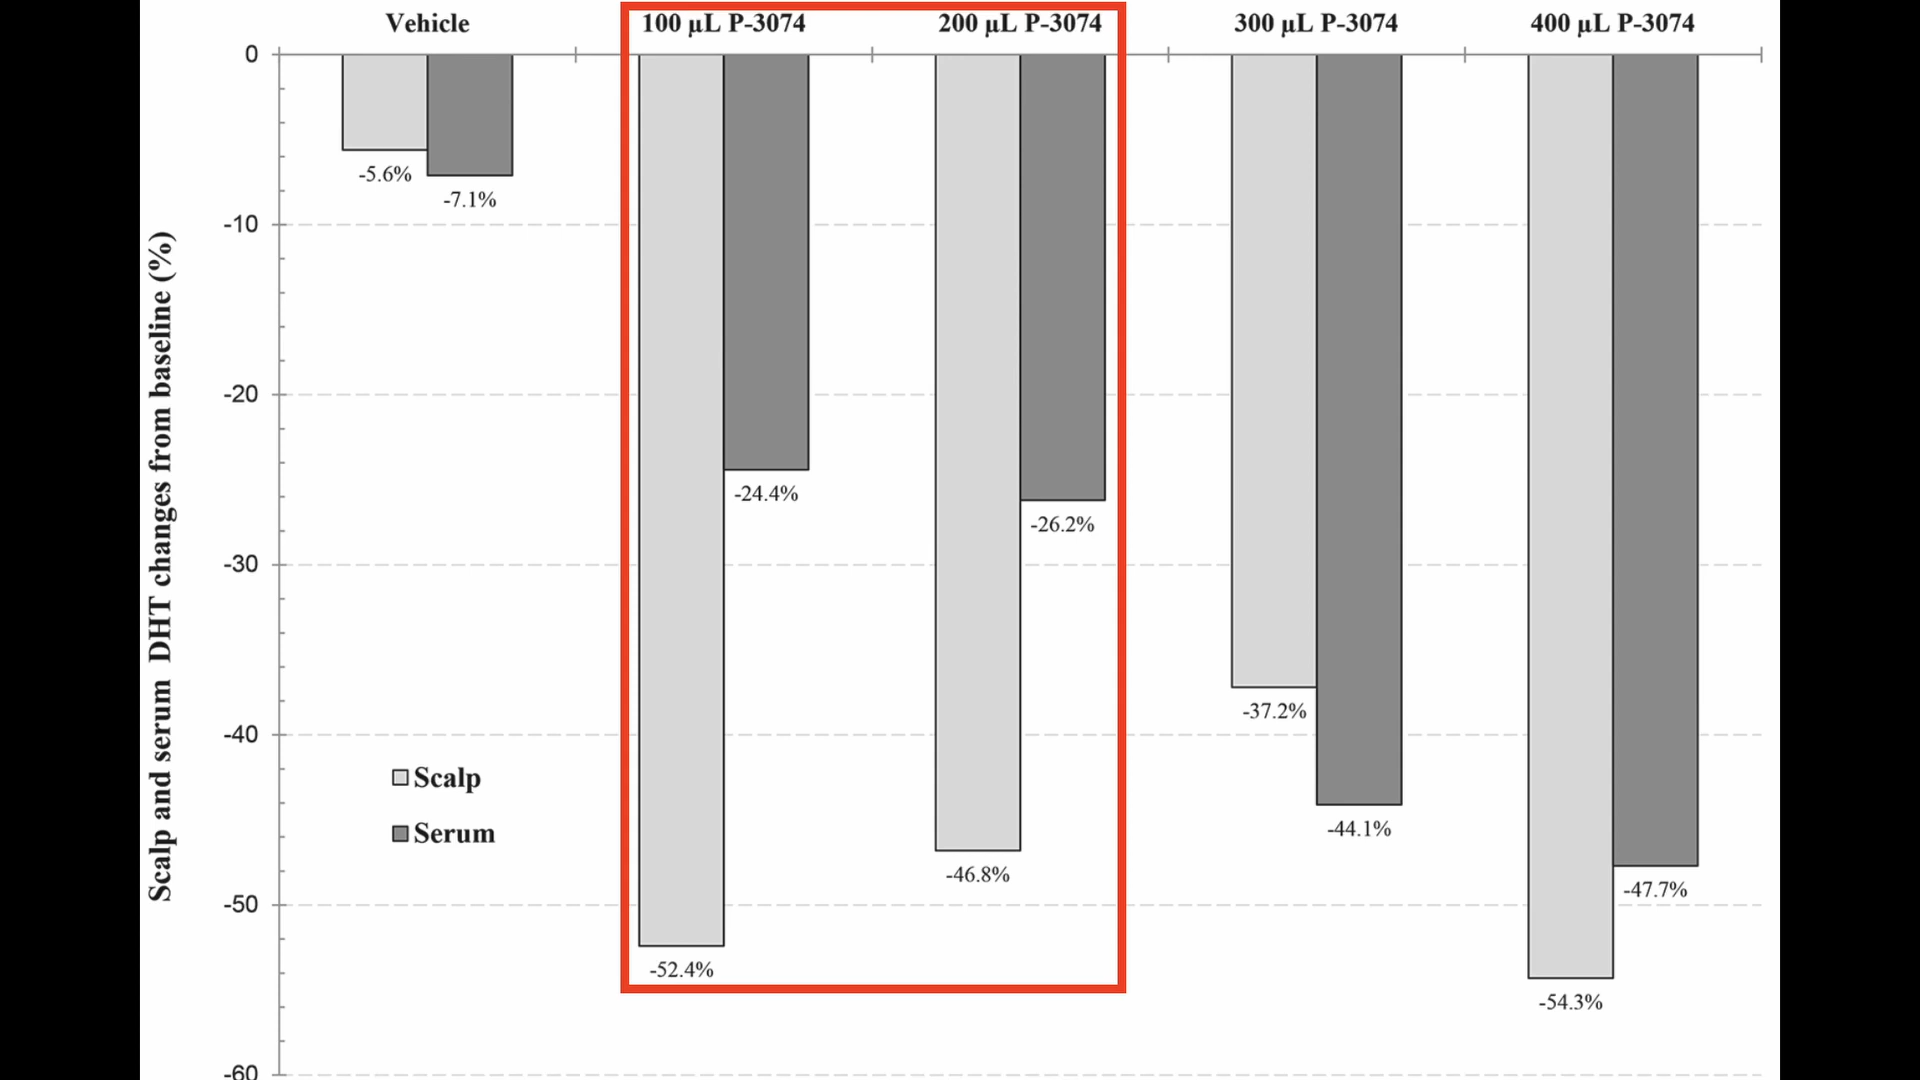 Vehicle
100 µL P-3074
200 µL P-3074
300 µL P-3074
400 µL P-3074
0
-10
-20
-30
-40
-50
-60
Scalp and serum DHT changes from baseline (%)
-5.6%
-7.1%
-52.4%
-24.4%
-46.8%
-26.2%
-37.2%
-44.1%
-54.3%
-47.7%
Scalp
Serum